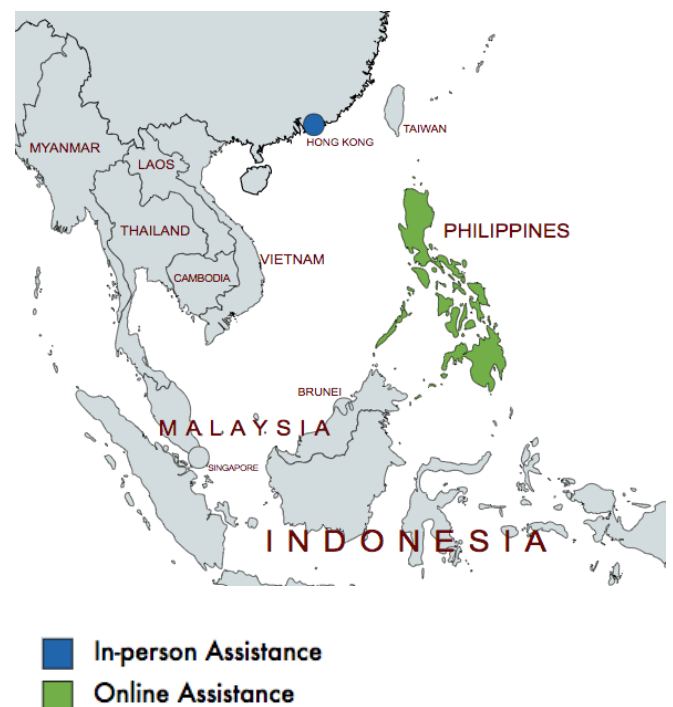 TAIWAN
HONG KONG
MYANMAR
LAOS
THAILAND
PHILIPPINES
VIETNAM
CAMBODIA
BRUNEI
MALAYSIA
SINGAPORE
INDONESIA
In-person Assistance
Online Assistance